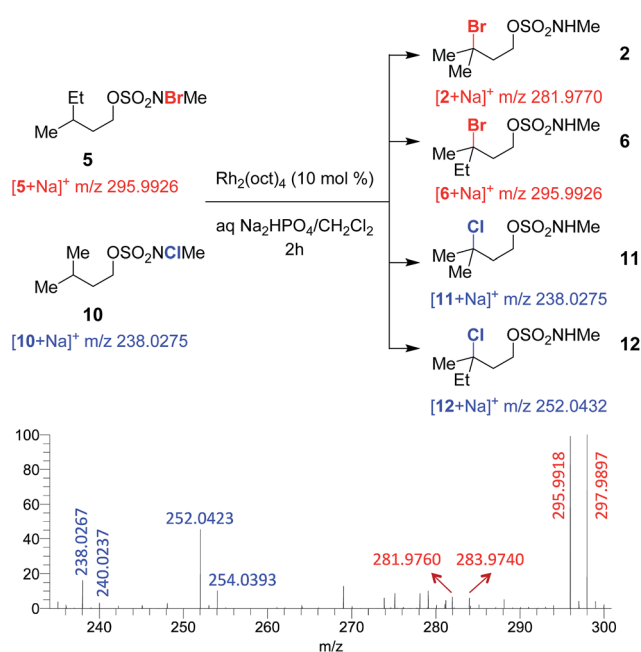 Et
OSO2NBrMe
Me
5
[5+Na]+ m/z 295.9926
Me
OSO2NClMe
Me
10
[10+Na]+ m/z 238.0275
Rh2(oct)4 (10 mol %)
aq Na2HPO4/CH2Cl2
2h
Br
OSO2NHMe
Me
Me
2
[2+Na]+ m/z 281.9770
Br
OSO2NHMe
Me
Et
6
[6+Na]+ m/z 295.9926
Cl
OSO2NHMe
Me
Me
11
[11+Na]+ m/z 238.0275
Cl
OSO2NHMe
Me
Et
12
[12+Na]+ m/z 252.0432
100
80
60
40
20
0
238.0267
240.0237
252.0423
254.0393
281.9760
283.9740
295.9918
297.9897
240 250 260 270 280 290 300
m/z